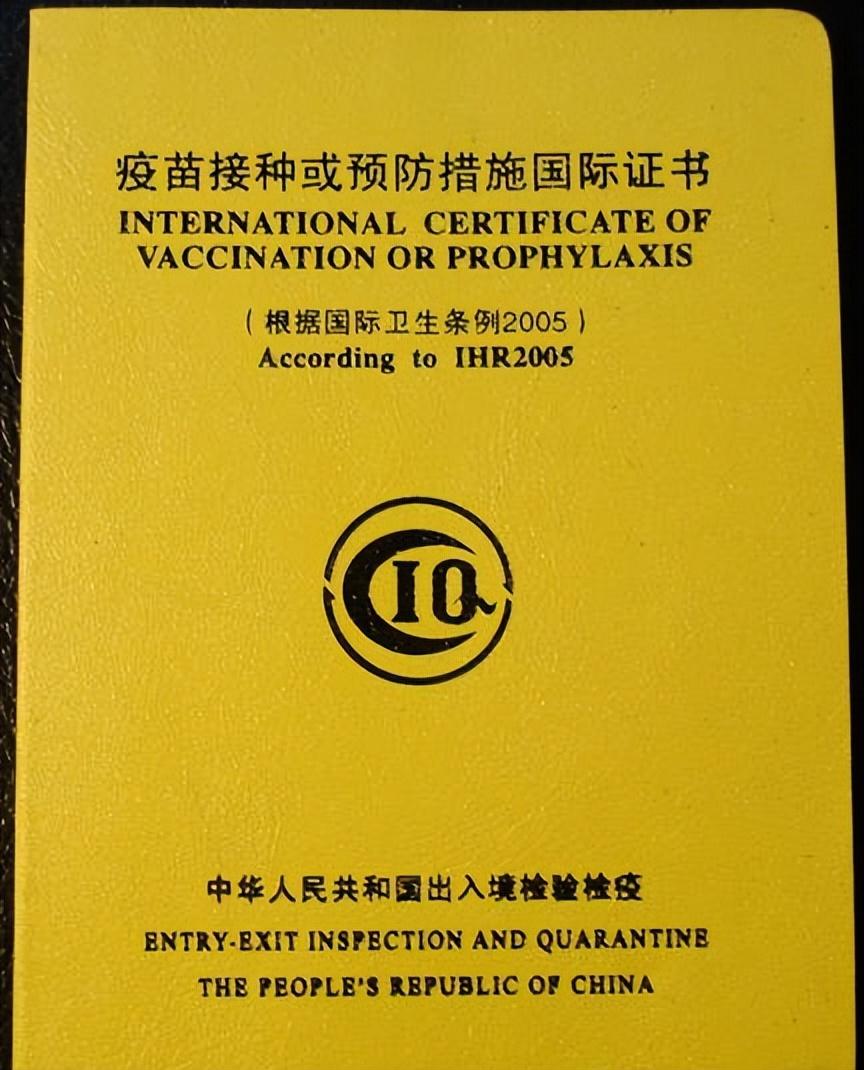 疫苗接种或预防措施国际证书
INTERNATIONAL CERTIFICATE OF
VACCINATION OR PROPHYLAXIS
(根据国际卫生条例2005)
According to IHR2005
CIQ
中华人民共和国出入境检验检疫
ENTRY-EXIT INSPECTION AND QUARANTINE
THE PEOPLE'S REPUBLIC OF CHINA